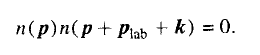 n(p)n(p + p_lab + k) = 0.